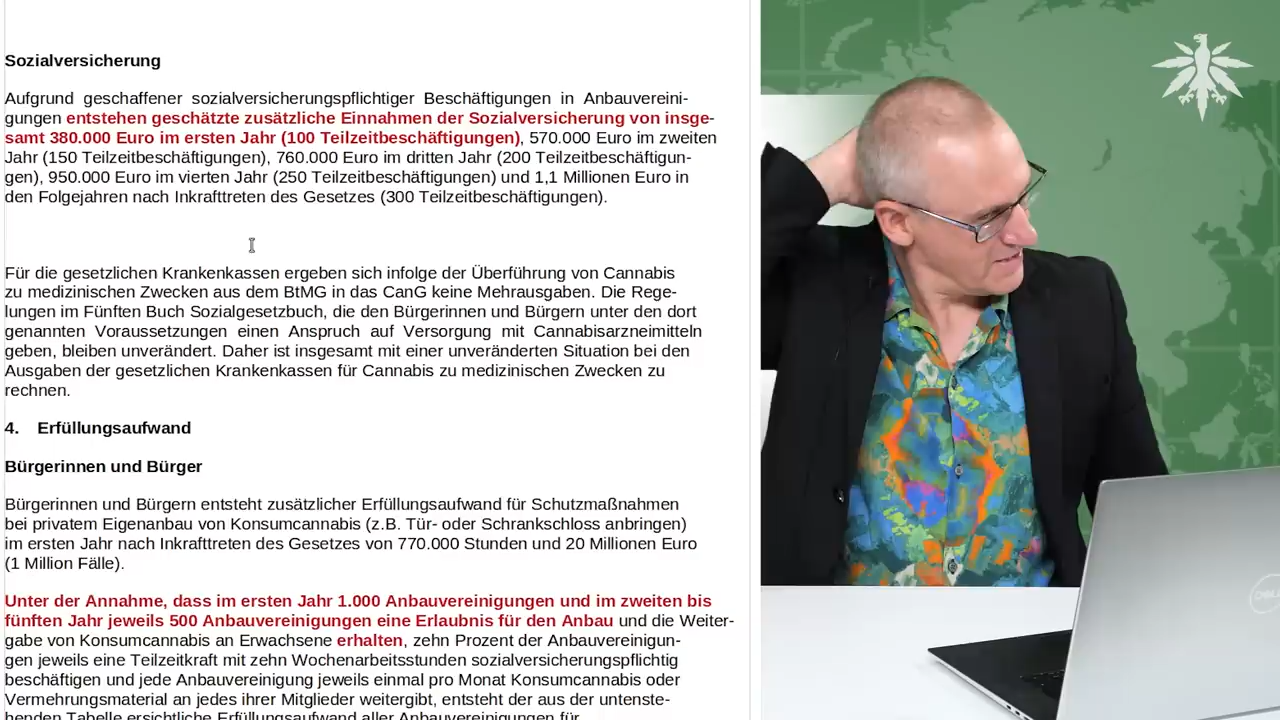 Sozialversicherung
Aufgrund geschaffener sozialversicherungspflichtiger Beschäftigungen in Anbauvereini-
gungen entstehen geschätzte zusätzliche Einnahmen der Sozialversicherung von insge-
samt 380.000 Euro im ersten Jahr (100 Teilzeitbeschäftigungen), 570.000 Euro im zweiten
Jahr (150 Teilzeitbeschäftigungen), 760.000 Euro im dritten Jahr (200 Teilzeitbeschäftigun-
gen), 950.000 Euro im vierten Jahr (250 Teilzeitbeschäftigungen) und 1,1 Millionen Euro in
den Folgejahren nach Inkrafttreten des Gesetzes (300 Teilzeitbeschäftigungen).
Für die gesetzlichen Krankenkassen ergeben sich infolge der Überführung von Cannabis
zu medizinischen Zwecken aus dem BtMG in das CanG keine Mehrausgaben. Die Rege-
lungen im Fünften Buch Sozialgesetzbuch, die den Bürgerinnen und Bürgern unter den dort
genannten Voraussetzungen einen Anspruch auf Versorgung mit Cannabisarzneimitteln
geben, bleiben unverändert. Daher ist insgesamt mit einer unveränderten Situation bei den
Ausgaben der gesetzlichen Krankenkassen für Cannabis zu medizinischen Zwecken zu
rechnen.
4. Erfüllungsaufwand
Bürgerinnen und Bürger
Bürgerinnen und Bürgern entsteht zusätzlicher Erfüllungsaufwand für Schutzmaßnahmen
bei privatem Eigenanbau von Konsumcannabis (z.B. Tür- oder Schrankschloss anbringen)
im ersten Jahr nach Inkrafttreten des Gesetzes von 770.000 Stunden und 20 Millionen Euro
(1 Million Fälle).
Unter der Annahme, dass im ersten Jahr 1.000 Anbauvereinigungen und im zweiten bis
fünften Jahr jeweils 500 Anbauvereinigungen eine Erlaubnis für den Anbau und die Weiter-
gabe von Konsumcannabis an Erwachsene erhalten, zehn Prozent der Anbauvereinigun-
gen jeweils eine Teilzeitkraft mit zehn Wochenarbeitsstunden sozialversicherungspflichtig
beschäftigen und jede Anbauvereinigung jeweils einmal pro Monat Konsumcannabis oder
Vermehrungsmaterial an jedes ihrer Mitglieder weitergibt, entsteht der aus der untenste-
henden Tabelle ersichtliche Erfüllungsaufwand aller Anbauvereinigungen für